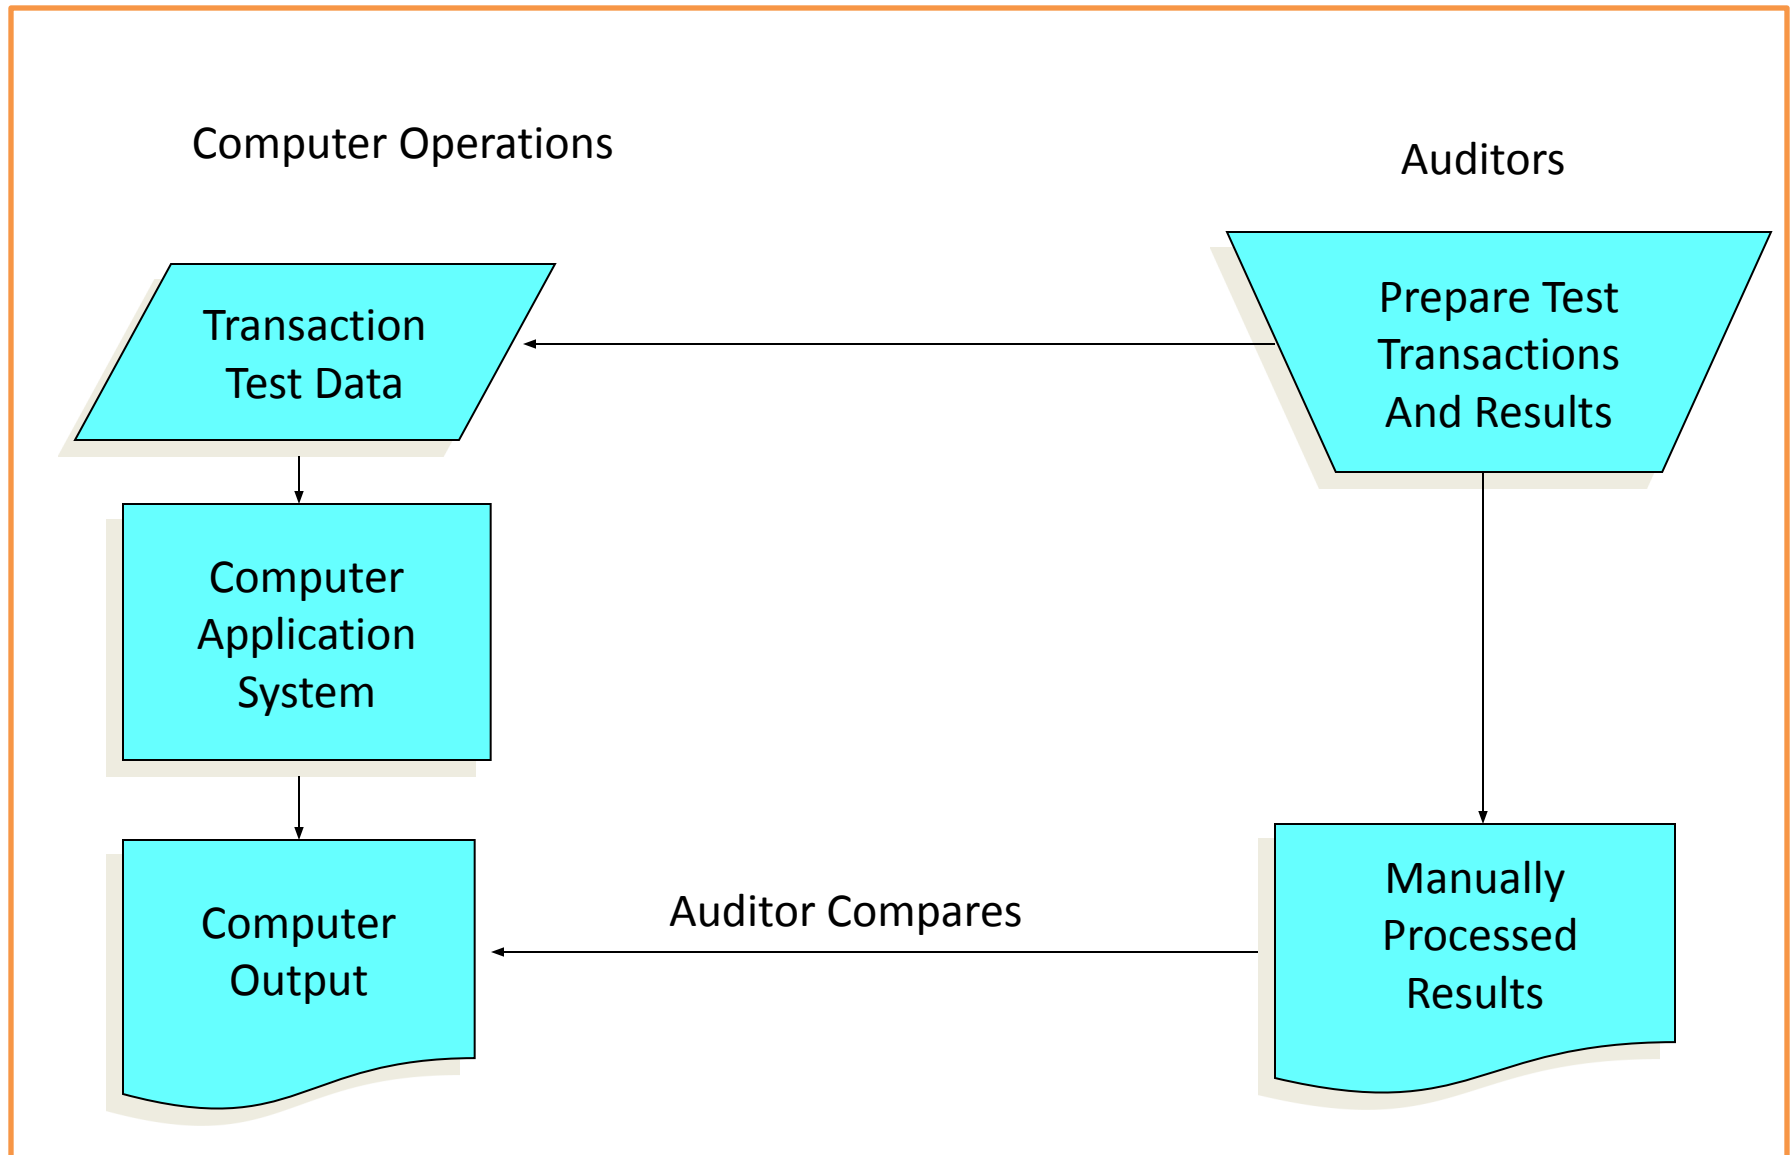 Computer Operations
Auditors
Transaction
Test Data
Prepare Test
Transactions
And Results
Computer
Application
System
Computer
Output
Auditor Compares
Manually
Processed
Results